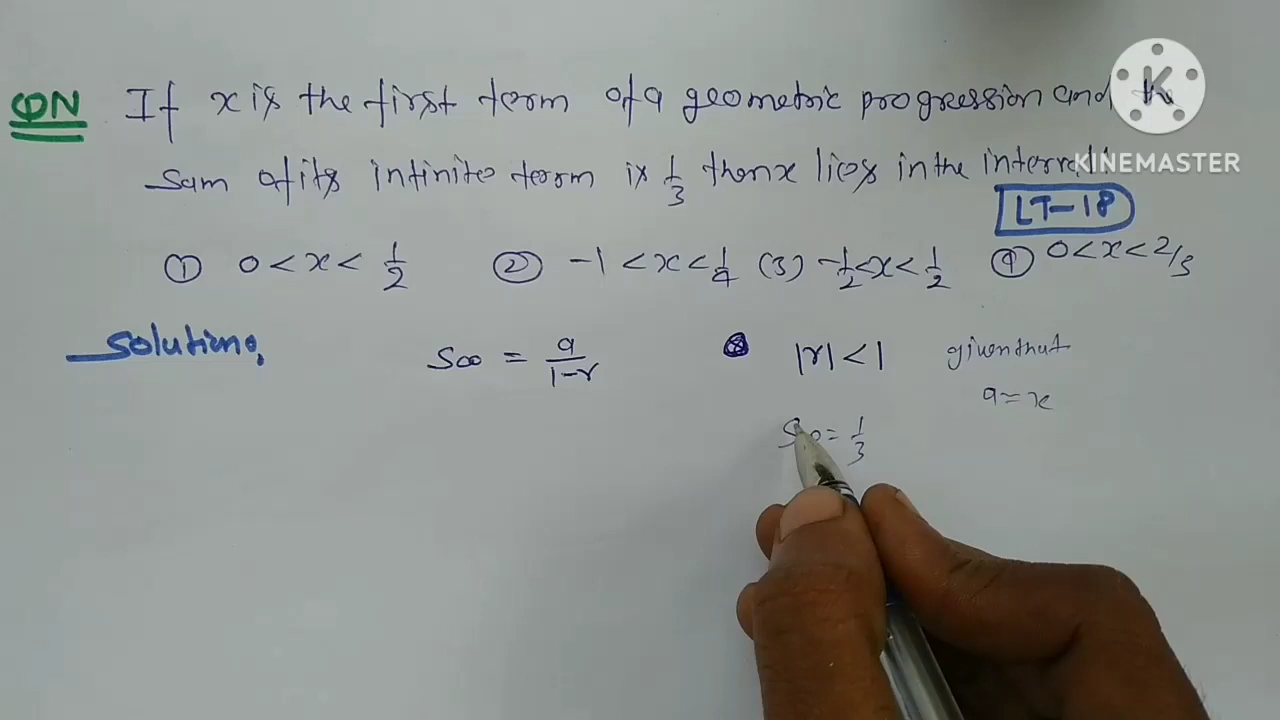 QN If x is the first term of a geometric progression and
K
KINEMASTER
Sum of its infinite term is 1/3 then x lies in the interval
LT-18
① 0 < x < 1/2 ② -1 < x < 1/4 (3) -1/2 < x < 1/2 ④ 0 < x < 2/3
Solution,
S∞ = a/1-r |r| < 1 given that
a = x
S∞ = 1/3